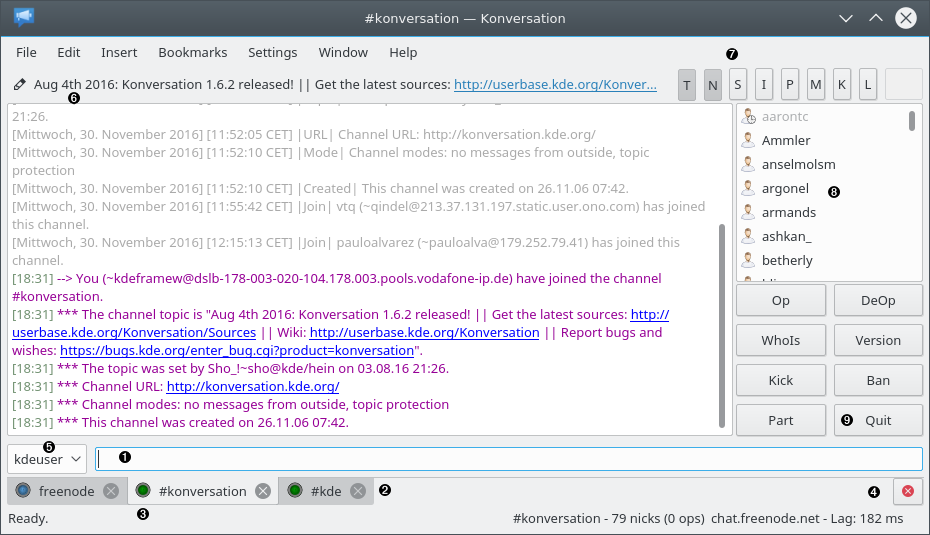 #konversation — Konversation
File Edit Insert Bookmarks Settings Window Help
7
Aug 4th 2016: Konversation 1.6.2 released! || Get the latest sources: http://userbase.kde.org/Konver... T N S I P M K L
6
21:26.
[Mittwoch, 30. November 2016] [11:52:05 CET] |URL| Channel URL: http://konversation.kde.org/
[Mittwoch, 30. November 2016] [11:52:10 CET] |Mode| Channel modes: no messages from outside, topic
protection
[Mittwoch, 30. November 2016] [11:52:10 CET] |Created| This channel was created on 26.11.06 07:42.
[Mittwoch, 30. November 2016] [11:55:42 CET] |Join| vtq (~qindel@213.37.131.197.static.user.ono.com) has joined
this channel.
[Mittwoch, 30. November 2016] [12:15:13 CET] |Join| pauloalvarez (~pauloalva@179.252.79.41) has joined this
channel.
[18:31] --> You (~kdeframew@dslb-178-003-020-104.178.003.pools.vodafone-ip.de) have joined the channel
#konversation.
[18:31] *** The channel topic is "Aug 4th 2016: Konversation 1.6.2 released! || Get the latest sources: http://
userbase.kde.org/Konversation/Sources || Wiki: http://userbase.kde.org/Konversation || Report bugs and
wishes: https://bugs.kde.org/enter_bug.cgi?product=konversation".
[18:31] *** The topic was set by Sho_!~sho@kde/hein on 03.08.16 21:26.
[18:31] *** Channel URL: http://konversation.kde.org/
[18:31] *** Channel modes: no messages from outside, topic protection
[18:31] *** This channel was created on 26.11.06 07:42.
aarontc
Ammler
anselmolsm
argonel 8
armands
ashkan_
betherly
Op DeOp
WhoIs Version
Kick Ban
Part 9 Quit
5
kdeuser 1
freenode #konversation #kde 2 4
3
Ready. #konversation - 79 nicks (0 ops) chat.freenode.net - Lag: 182 ms